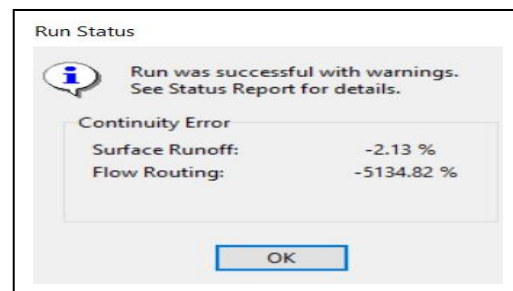 Run Status
Run was successful with warnings.
See Status Report for details.
Continuity Error
Surface Runoff: -2.13 %
Flow Routing: -5134.82 %
OK